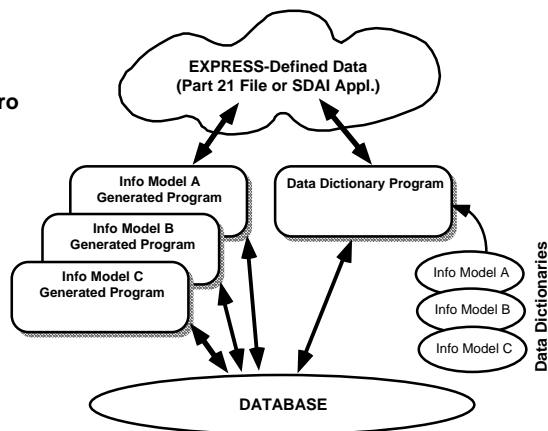 EXPRESS-Defined Data
(Part 21 File or SDAI Appl.)
ro
Info Model A
Generated Program
Info Model B
Generated Program
Info Model C
Generated Program
Data Dictionary Program
Info Model A
Info Model B
Info Model C
Data Dictionaries
DATABASE